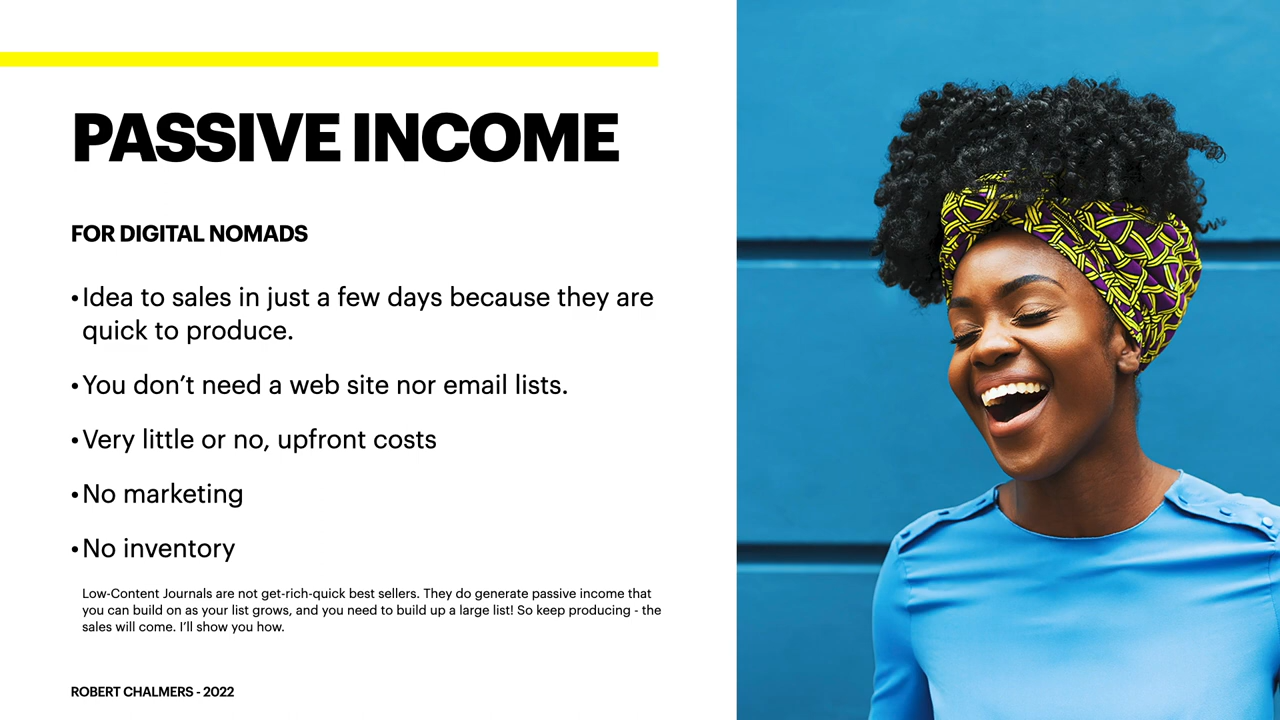 PASSIVE INCOME
FOR DIGITAL NOMADS
• Idea to sales in just a few days because they are
quick to produce.
• You don’t need a web site nor email lists.
• Very little or no, upfront costs
• No marketing
• No inventory
Low-Content Journals are not get-rich-quick best sellers. They do generate passive income that
you can build on as your list grows, and you need to build up a large list! So keep producing - the
sales will come. I’ll show you how.
ROBERT CHALMERS - 2022